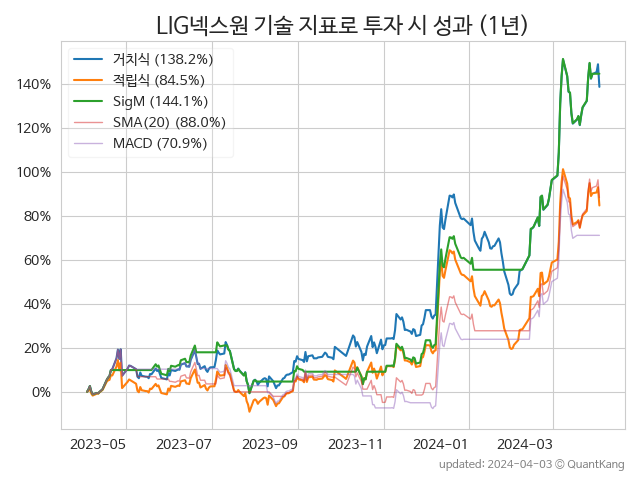 LIG넥스원 기술 지표로 투자 시 성과 (1년)
거치식 (138.2%)
적립식 (84.5%)
SigM (144.1%)
SMA(20) (88.0%)
MACD (70.9%)
140%
120%
100%
80%
60%
40%
20%
0%
2023-05 2023-07 2023-09 2023-11 2024-01 2024-03
updated: 2024-04-03 © QuantKang